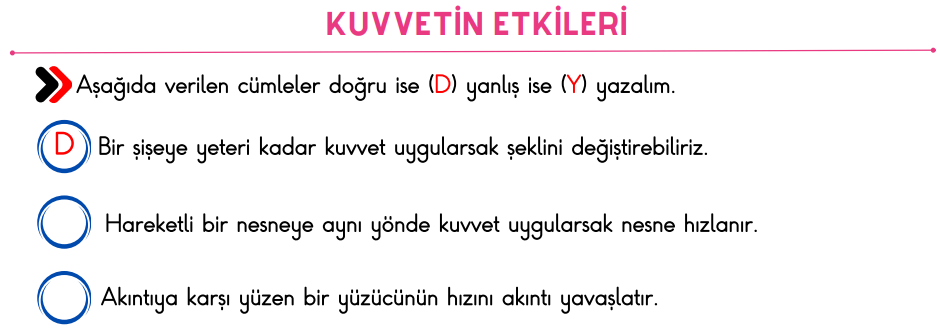 KUVVETİN ETKİLERİ
Aşağıda verilen cümleler doğru ise (D) yanlış ise (Y) yazalım.
D Bir şişeye yeteri kadar kuvvet uygularsak şeklini değiştirebiliriz.
Hareketli bir nesneye aynı yönde kuvvet uygularsak nesne hızlanır.
Akıntıya karşı yüzen bir yüzücünün hızını akıntı yavaşlatır.